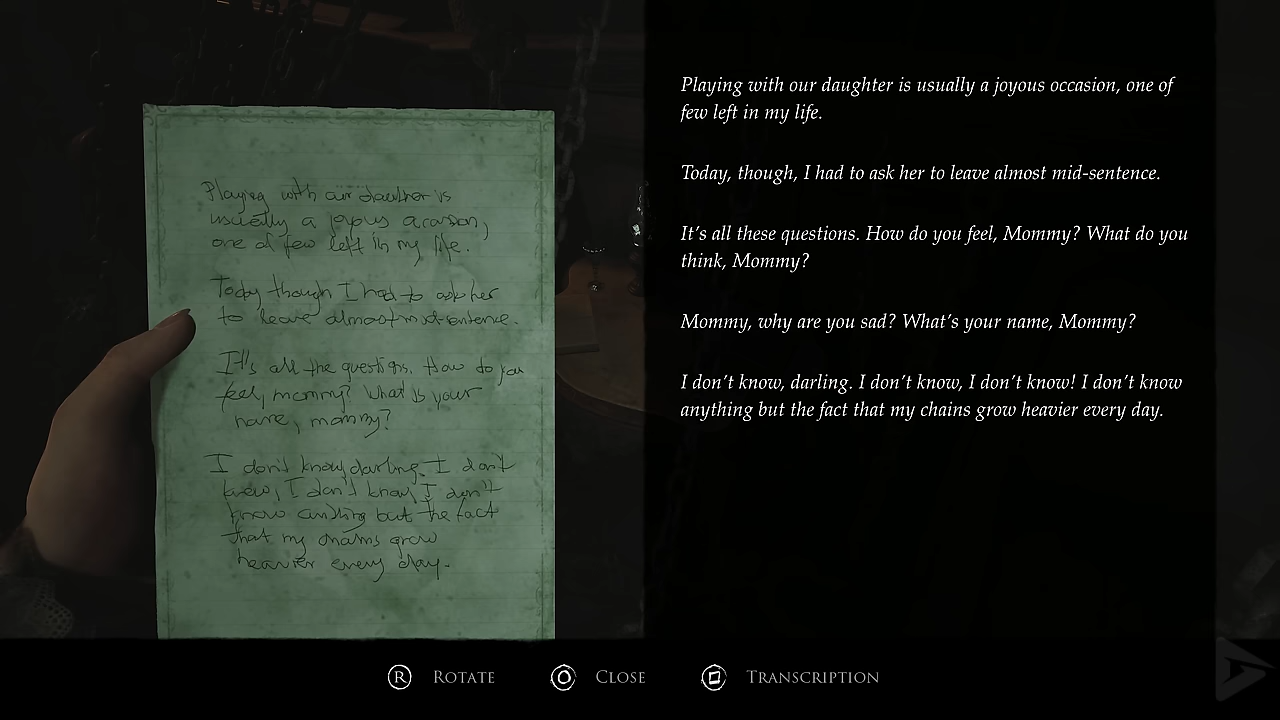 Playing with our daughter is
usually a joyous occasion,
one of few left in my life.
Today though I had to ask her
to leave almost mid-sentence.
It's all the questions. How do you
feel, mommy? What is your
name, mommy?
I don't know, darling. I don't
know, I don't know, I don't
know anything but the fact
that my chains grow
heavier every day.
Playing with our daughter is usually a joyous occasion, one of
few left in my life.
Today, though, I had to ask her to leave almost mid-sentence.
It's all these questions. How do you feel, Mommy? What do you
think, Mommy?
Mommy, why are you sad? What's your name, Mommy?
I don't know, darling. I don't know, I don't know! I don't know
anything but the fact that my chains grow heavier every day.
R ROTATE
CLOSE
TRANSCRIPTION